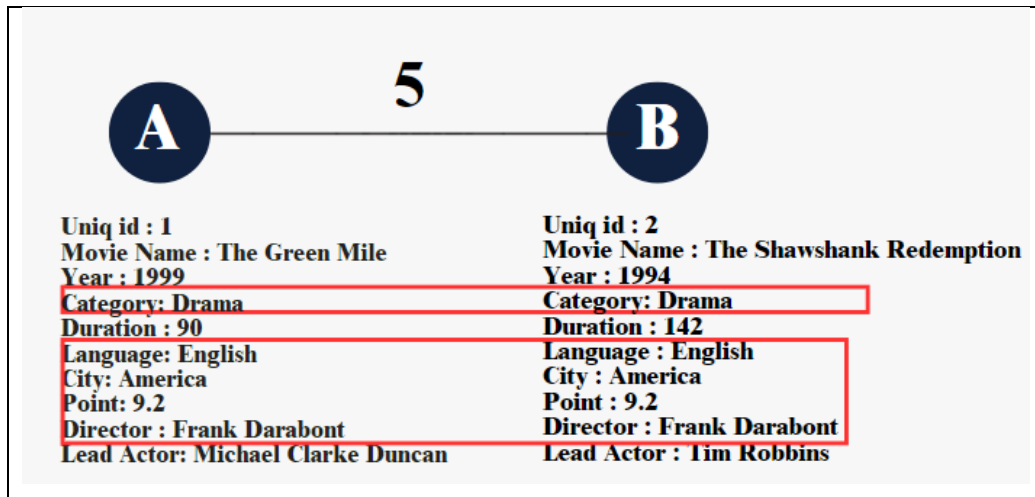 5
A
B
Uniq id : 1
Movie Name : The Green Mile
Year : 1999
Category: Drama
Duration : 90
Language: English
City: America
Point: 9.2
Director : Frank Darabont
Lead Actor: Michael Clarke Duncan
Uniq id : 2
Movie Name : The Shawshank Redemption
Year : 1994
Category: Drama
Duration : 142
Language : English
City : America
Point : 9.2
Director : Frank Darabont
Lead Actor : Tim Robbins